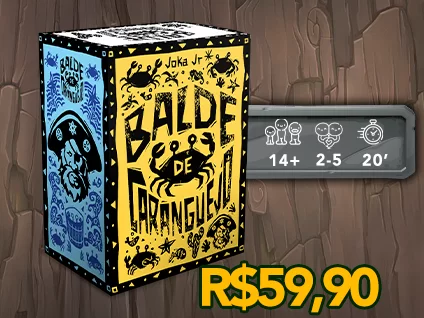 Joka Jr
BALDE
DE
CARANGUEJO
BALDE
DE
CARANGUEJO
14+ 2-5 20'
R$59,90